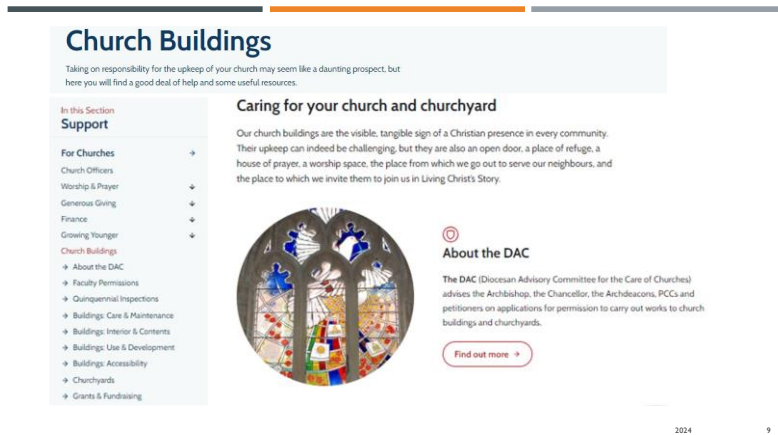 Church Buildings
Taking on responsibility for the upkeep of your church may seem like a daunting prospect, but
here you will find a good deal of help and some useful resources.
In this Section
Support
For Churches
Church Officers
Worship & Prayer
Generous Giving
Finance
Growing Younger
Church Buildings
About the DAC
Faculty Permissions
Quinquennial Inspections
Buildings: Care & Maintenance
Buildings: Interior & Contents
Buildings: Use & Development
Buildings: Accessibility
Churchyards
Grants & Fundraising
Caring for your church and churchyard
Our church buildings are the visible, tangible sign of a Christian presence in every community.
Their upkeep can indeed be challenging, but they are also an open door, a place of refuge, a
house of prayer, a worship space, the place from which we go out to serve our neighbours, and
the place to which we invite them to join us in Living Christ's Story.
About the DAC
The DAC (Diocesan Advisory Committee for the Care of Churches)
advises the Archbishop, the Chancellor, the Archdeacons, PCCs and
petitioners on applications for permission to carry out works to church
buildings and churchyards.
Find out more
2024
9